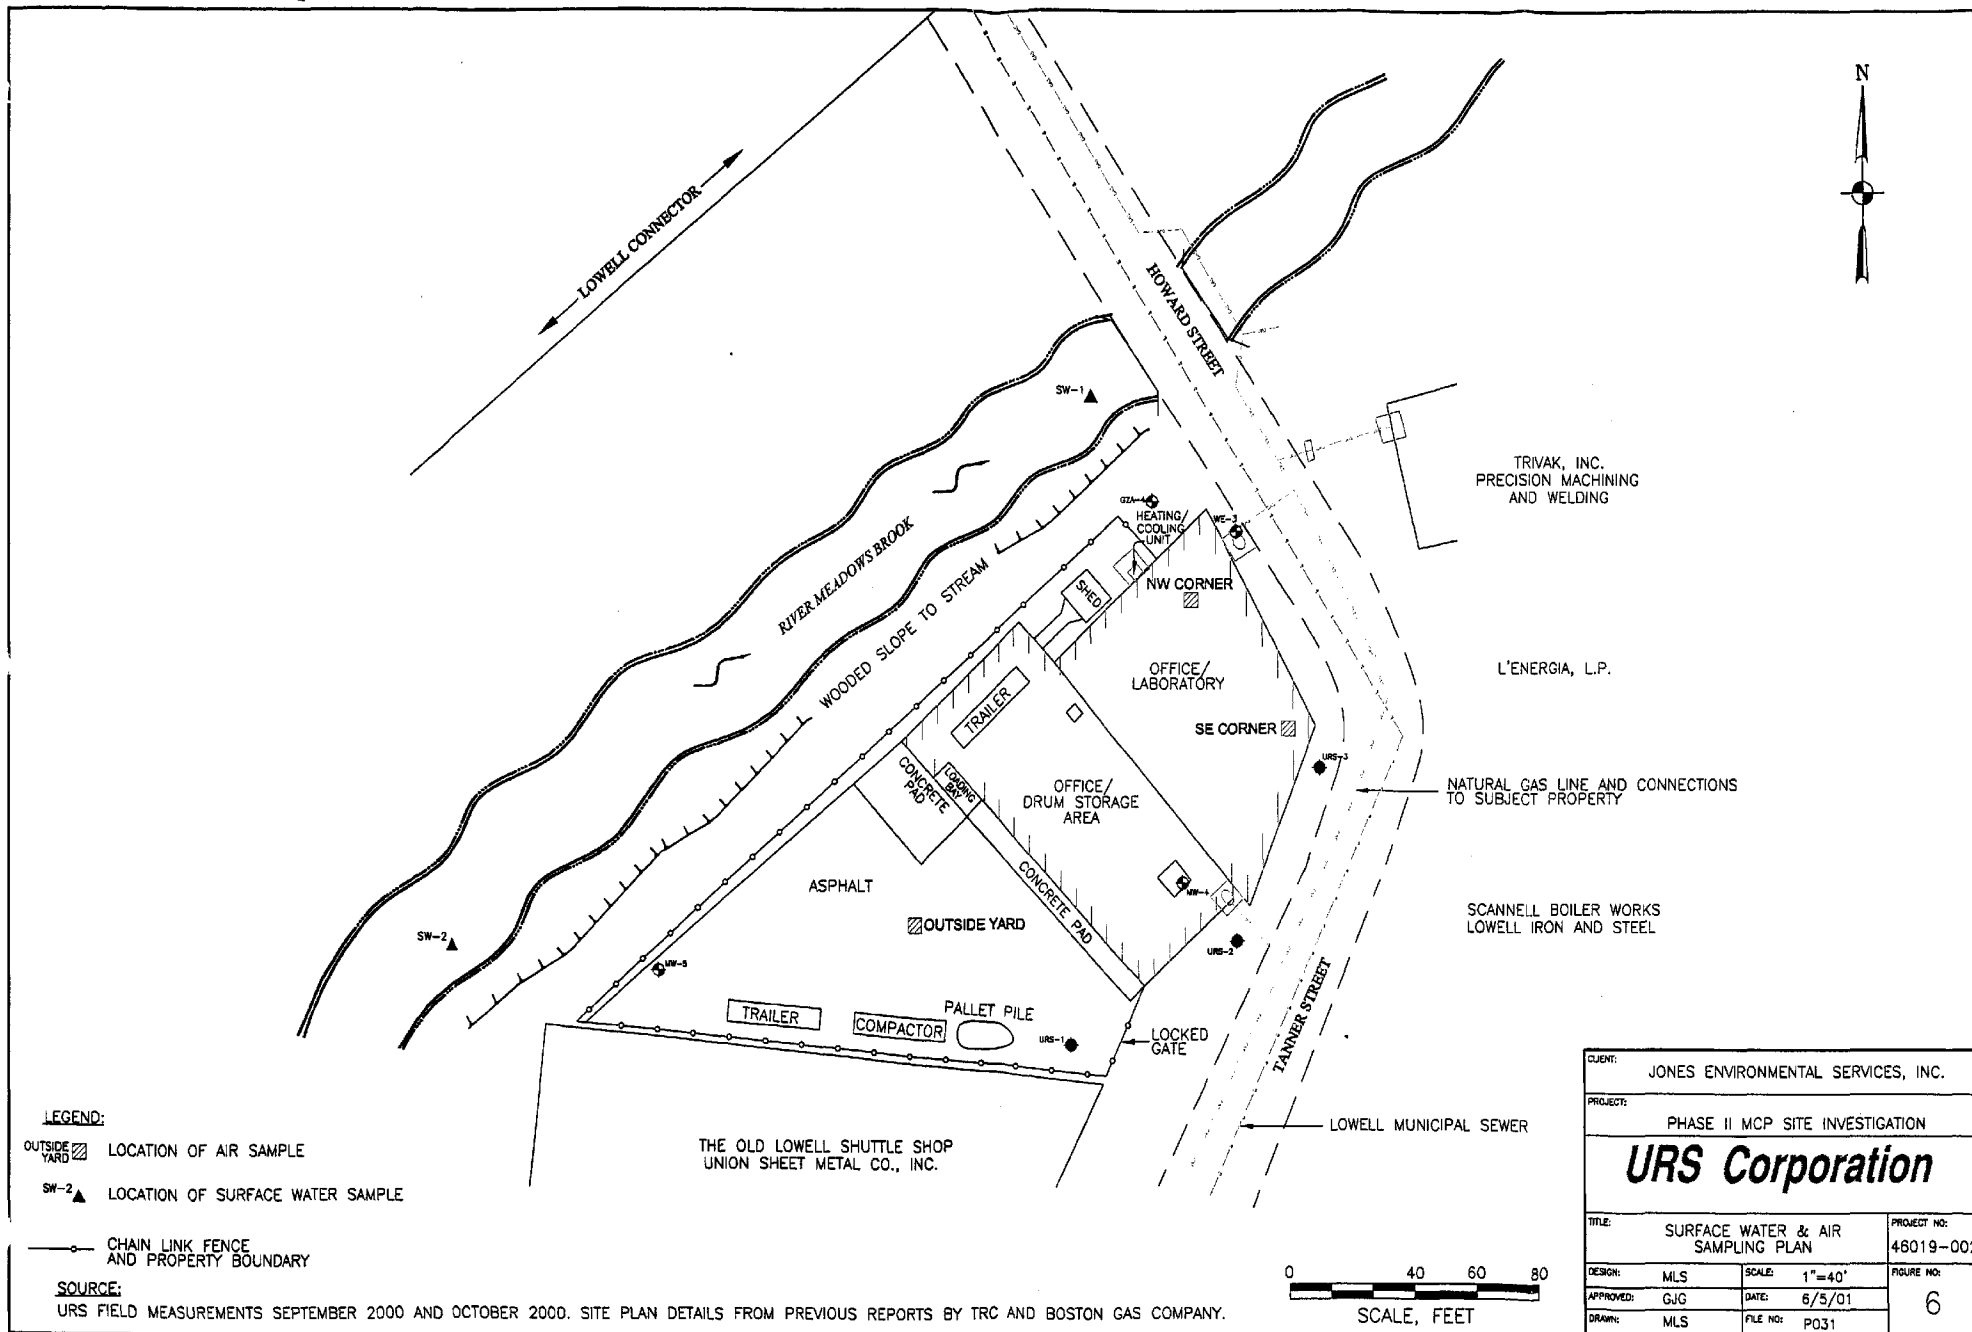 N
LOWELL CONNECTOR
HOWARD STREET
SW-1
TRIVAK, INC.
PRECISION MACHINING
AND WELDING
GZA-4
WE-3
HEATING/
COOLING
UNIT
RIVER MEADOWS BROOK
WOODED SLOPE TO STREAM
NW CORNER
SHED
OFFICE/
LABORATORY
L'ENERGIA, L.P.
TRAILER
SE CORNER
URS-3
CONCRETE
PAD
LOADING
BAY
OFFICE/
DRUM STORAGE
AREA
NATURAL GAS LINE AND CONNECTIONS
TO SUBJECT PROPERTY
ASPHALT
CONCRETE PAD
MW-4
SCANNELL BOILER WORKS
LOWELL IRON AND STEEL
OUTSIDE YARD
SW-2
URS-2
MW-5
TANNER STREET
TRAILER
COMPACTOR
PALLET PILE
URS-1
LOCKED
GATE
LOWELL MUNICIPAL SEWER
THE OLD LOWELL SHUTTLE SHOP
UNION SHEET METAL CO., INC.
LEGEND:
OUTSIDE
YARD
LOCATION OF AIR SAMPLE
SW-2
LOCATION OF SURFACE WATER SAMPLE
CHAIN LINK FENCE
AND PROPERTY BOUNDARY
SOURCE:
URS FIELD MEASUREMENTS SEPTEMBER 2000 AND OCTOBER 2000. SITE PLAN DETAILS FROM PREVIOUS REPORTS BY TRC AND BOSTON GAS COMPANY.
0 40 60 80
SCALE, FEET
CLIENT:
JONES ENVIRONMENTAL SERVICES, INC.
PROJECT:
PHASE II MCP SITE INVESTIGATION
URS Corporation
TITLE:
SURFACE WATER & AIR
SAMPLING PLAN
PROJECT NO:
46019-002
DESIGN: MLS
SCALE: 1"=40'
FIGURE NO:
6
APPROVED: GJG
DATE: 6/5/01
DRAWN: MLS
FILE NO: P031